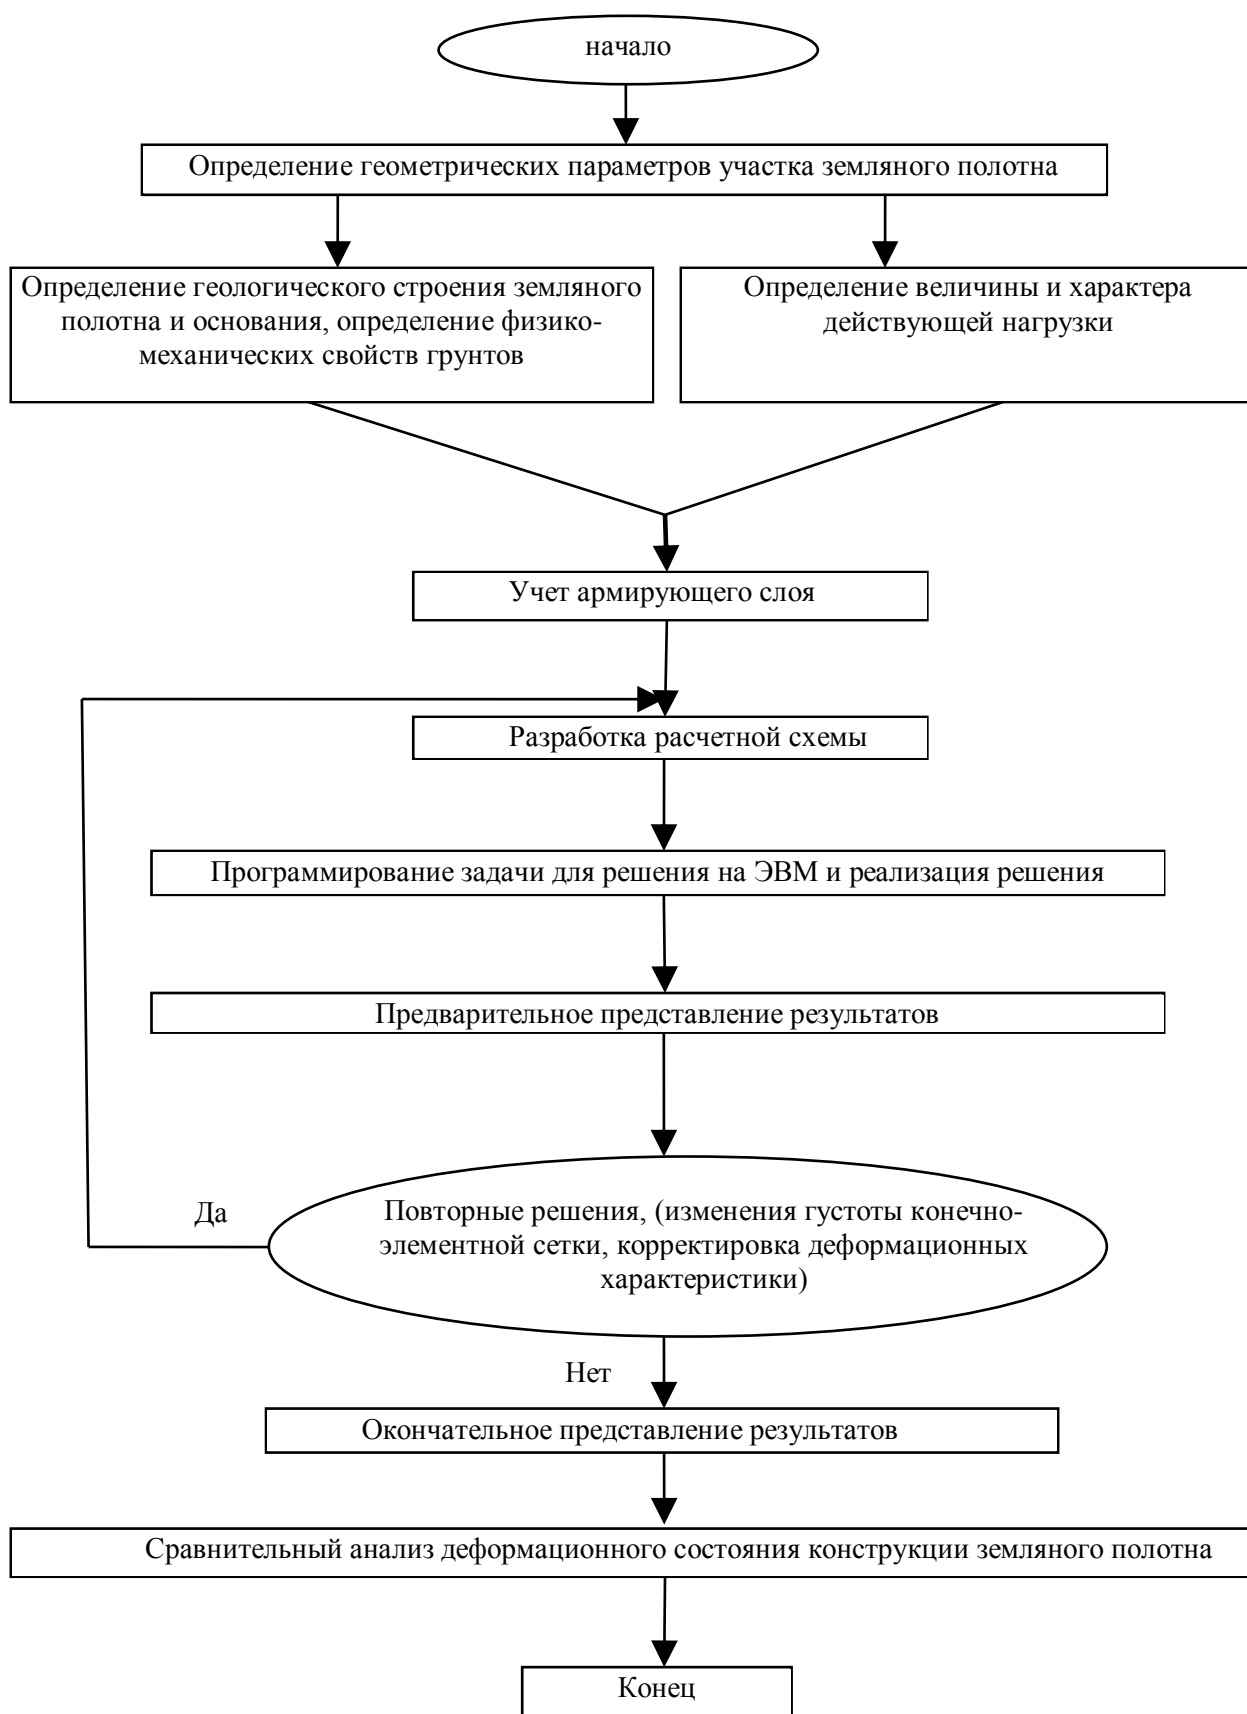 начало
Определение геометрических параметров участка земляного полотна
Определение геологического строения земляного
полотна и основания, определение физико-
механических свойств грунтов
Определение величины и характера
действующей нагрузки
Учет армирующего слоя
Разработка расчетной схемы
Программирование задачи для решения на ЭВМ и реализация решения
Предварительное представление результатов
Да
Повторные решения, (изменения густоты конечно-
элементной сетки, корректировка деформационных
характеристики)
Нет
Окончательное представление результатов
Сравнительный анализ деформационного состояния конструкции земляного полотна
Конец